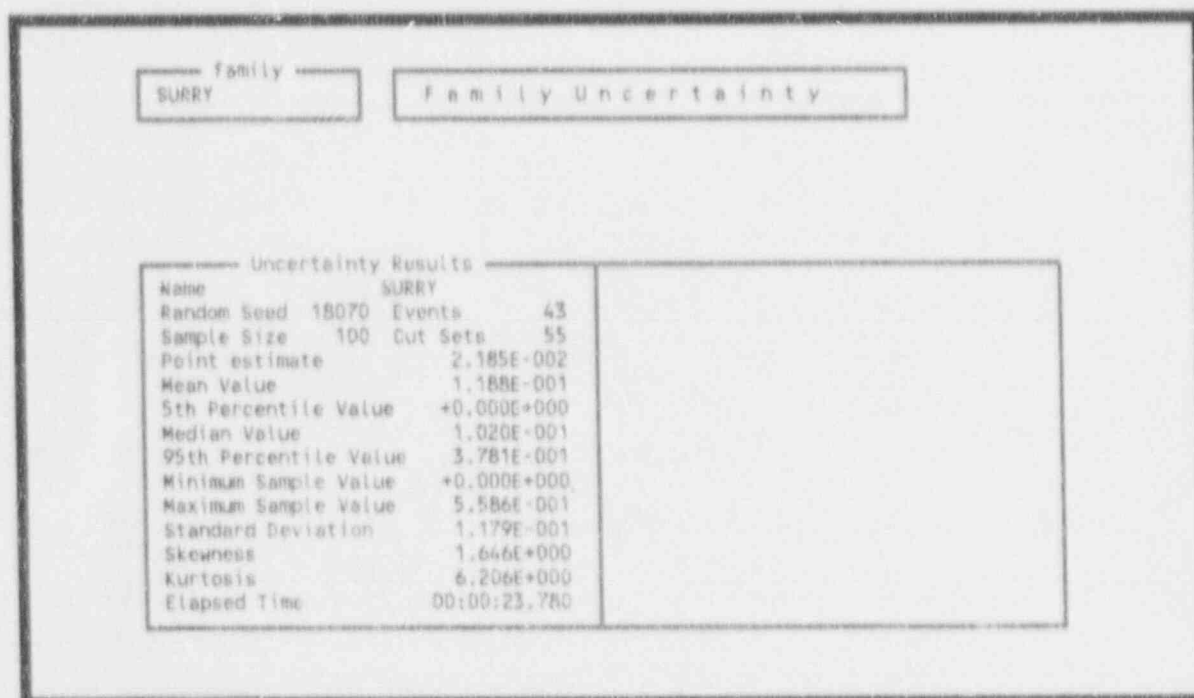 Family
SURRY
Family Uncertainty
Uncertainty Rusults
Name SURRY
Random Seed 18070 Events 43
Sample Size 100 Cut Sets 55
Point estimate 2.185E-002
Mean Value 1.188E-001
5th Percentile Value +0.000E+000
Median Value 1.020E-001
95th Percentile Value 3.781E-001
Minimum Sample Value +0.000E+000
Maximum Sample Value 5.586E-001
Standard Deviation 1.179E-001
Skewness 1.646E+000
Kurtosis 6.206E+000
Elapsed Time 00:00:23.780